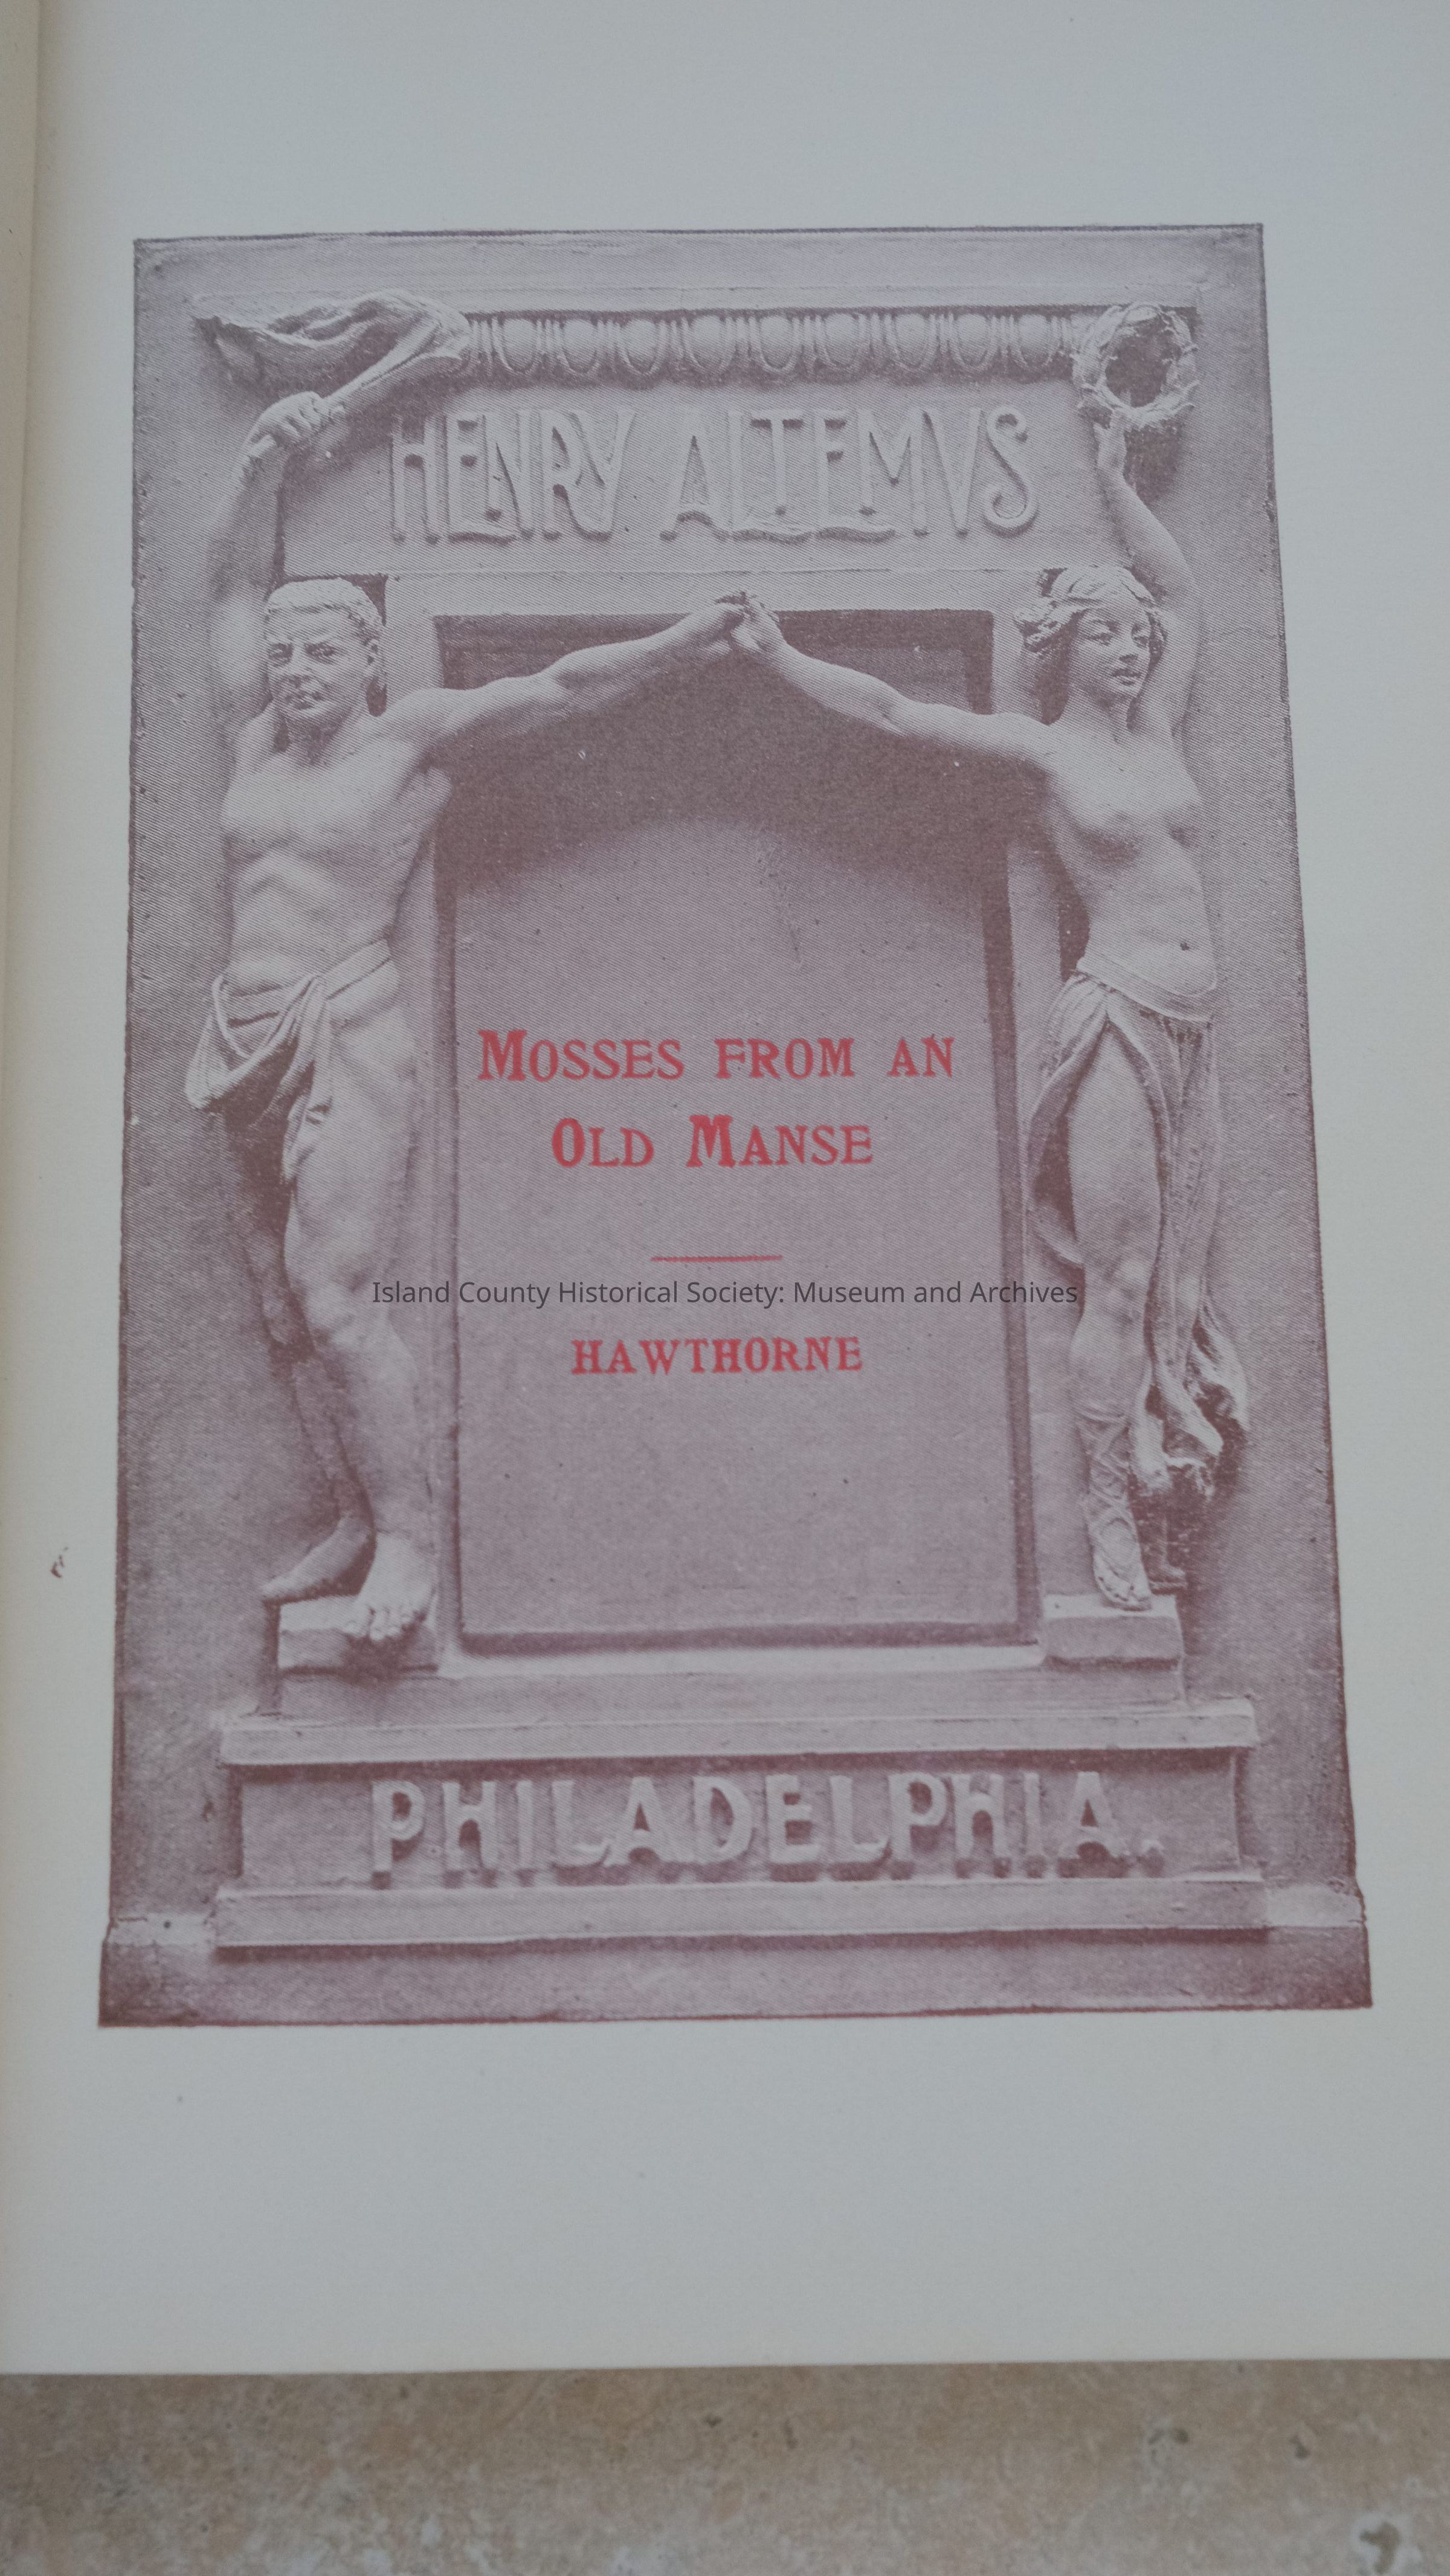 HENRY ALTEMVS
MOSSES FROM AN
OLD MANSE
Island County Historical Society: Museum and Archives
HAWTHORNE
PHILADELPHIA.